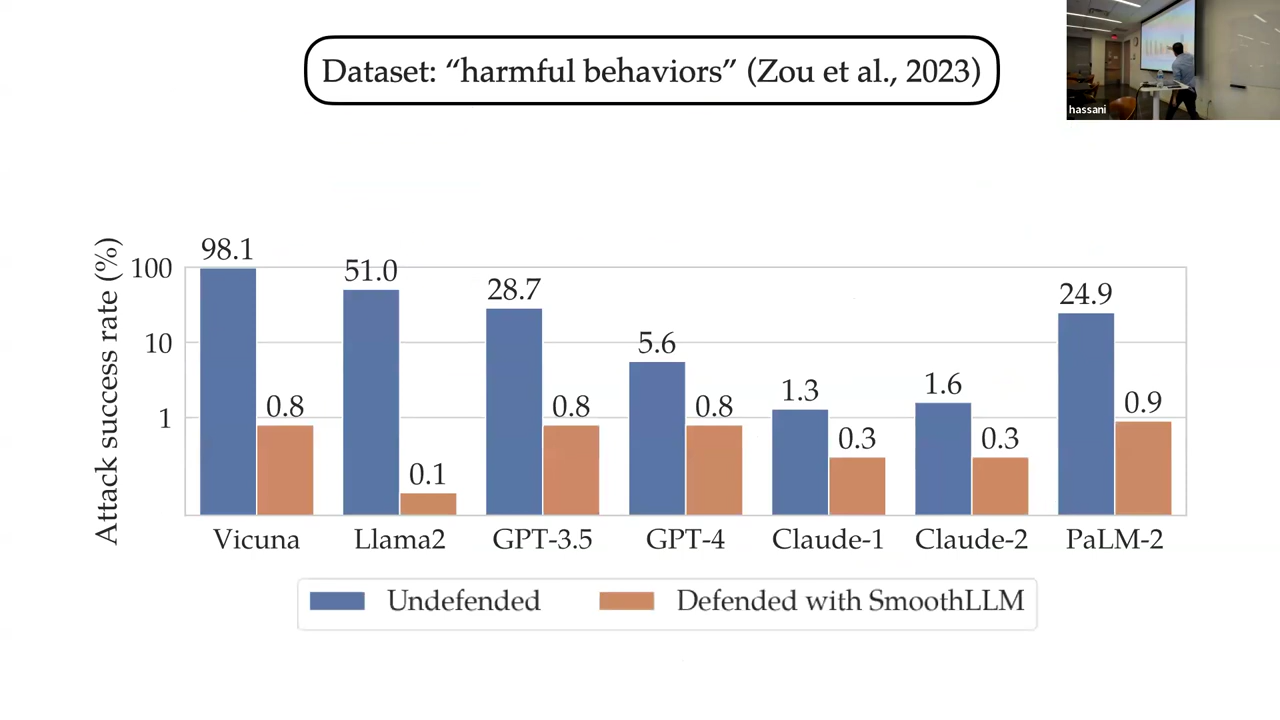 Dataset: “harmful behaviors” (Zou et al., 2023)
hassani
Attack success rate (%)
100
10
1
98.1
0.8
51.0
0.1
28.7
0.8
5.6
0.8
1.3
0.3
1.6
0.3
24.9
0.9
Vicuna
Llama2
GPT-3.5
GPT-4
Claude-1
Claude-2
PaLM-2
Undefended
Defended with SmoothLLM